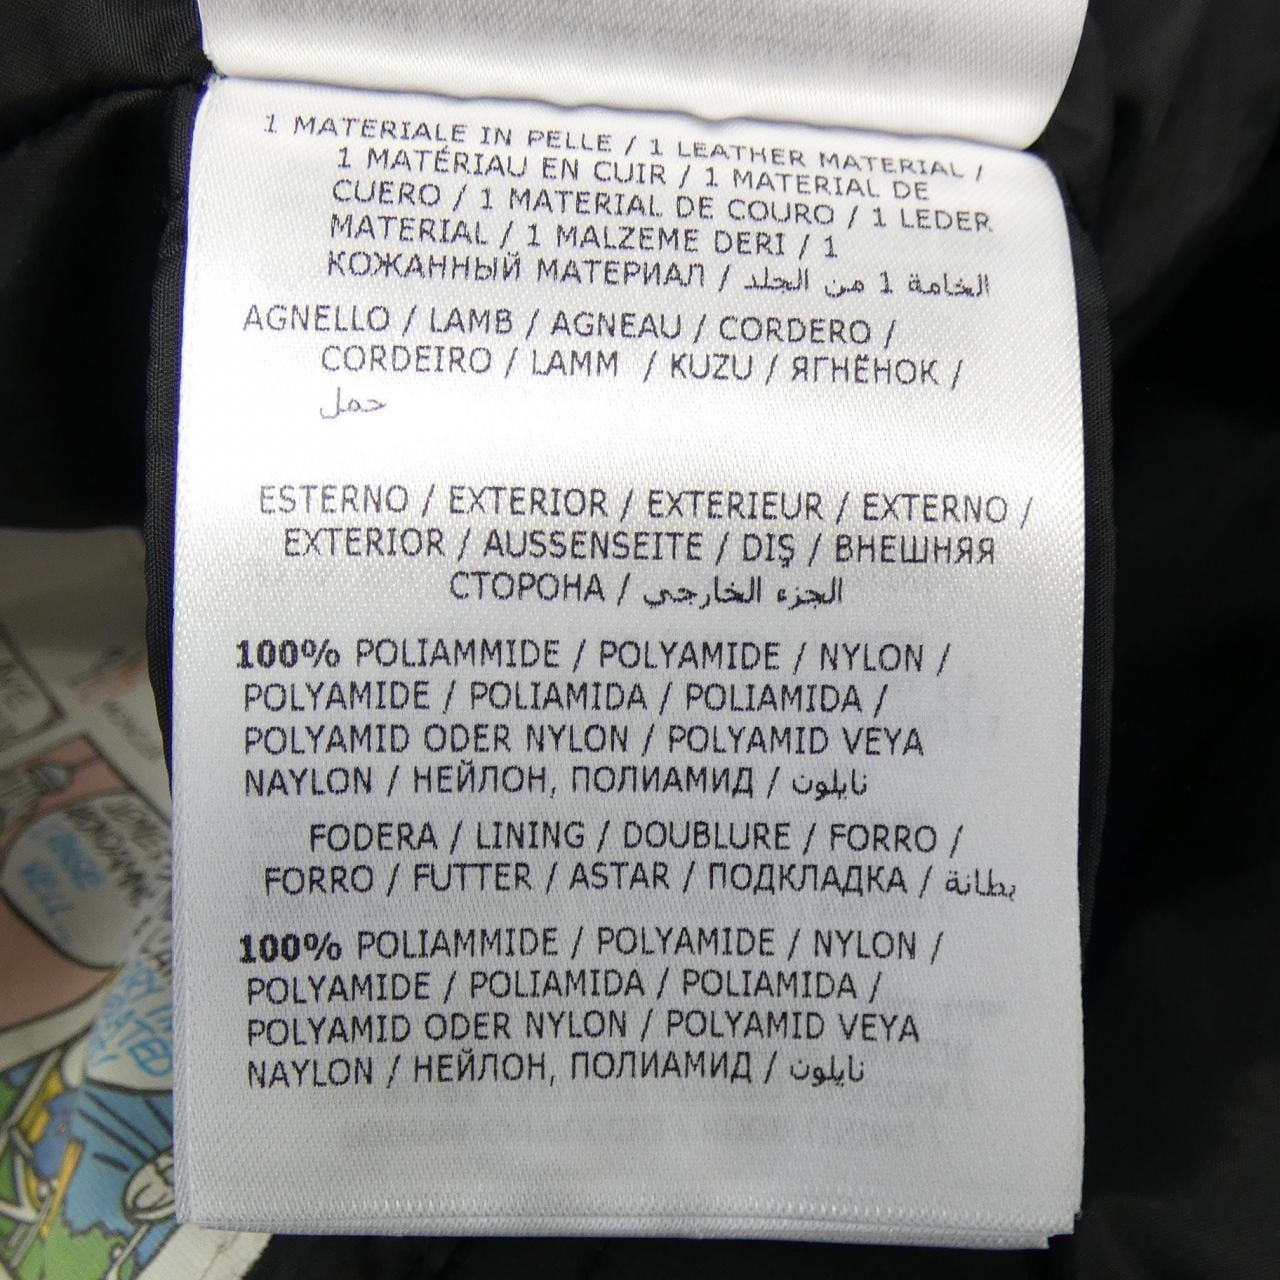 1 MATERIALE IN PELLE / 1 LEATHER MATERIAL /
1 MATÉRIAU EN CUIR / 1 MATERIAL DE
CUERO / 1 MATERIAL DE COURO / 1 LEDER
MATERIAL / 1 MALZEME DERI / 1
КОЖАННЫЙ МАТЕРИАЛ / الخامة 1 من الجلد
AGNELLO / LAMB / AGNEAU / CORDERO /
CORDEIRO / LAMM / KUZU / ЯГНЁНОК /
حمل
ESTERNO / EXTERIOR / EXTERIEUR / EXTERNO /
EXTERIOR / AUSSENSEITE / DIŞ / ВНЕШНЯЯ
СТОРОНА / الجزء الخارجي
100% POLIAMMIDE / POLYAMIDE / NYLON /
POLYAMIDE / POLIAMIDA / POLIAMIDA /
POLYAMID ODER NYLON / POLYAMID VEYA
NAYLON / НЕЙЛОН, ПОЛИАМИД / نايلون
FODERA / LINING / DOUBLURE / FORRO /
FORRO / FUTTER / ASTAR / ПОДКЛАДКА / بطانة
100% POLIAMMIDE / POLYAMIDE / NYLON /
POLYAMIDE / POLIAMIDA / POLIAMIDA /
POLYAMID ODER NYLON / POLYAMID VEYA
NAYLON / НЕЙЛОН, ПОЛИАМИД / نايلون